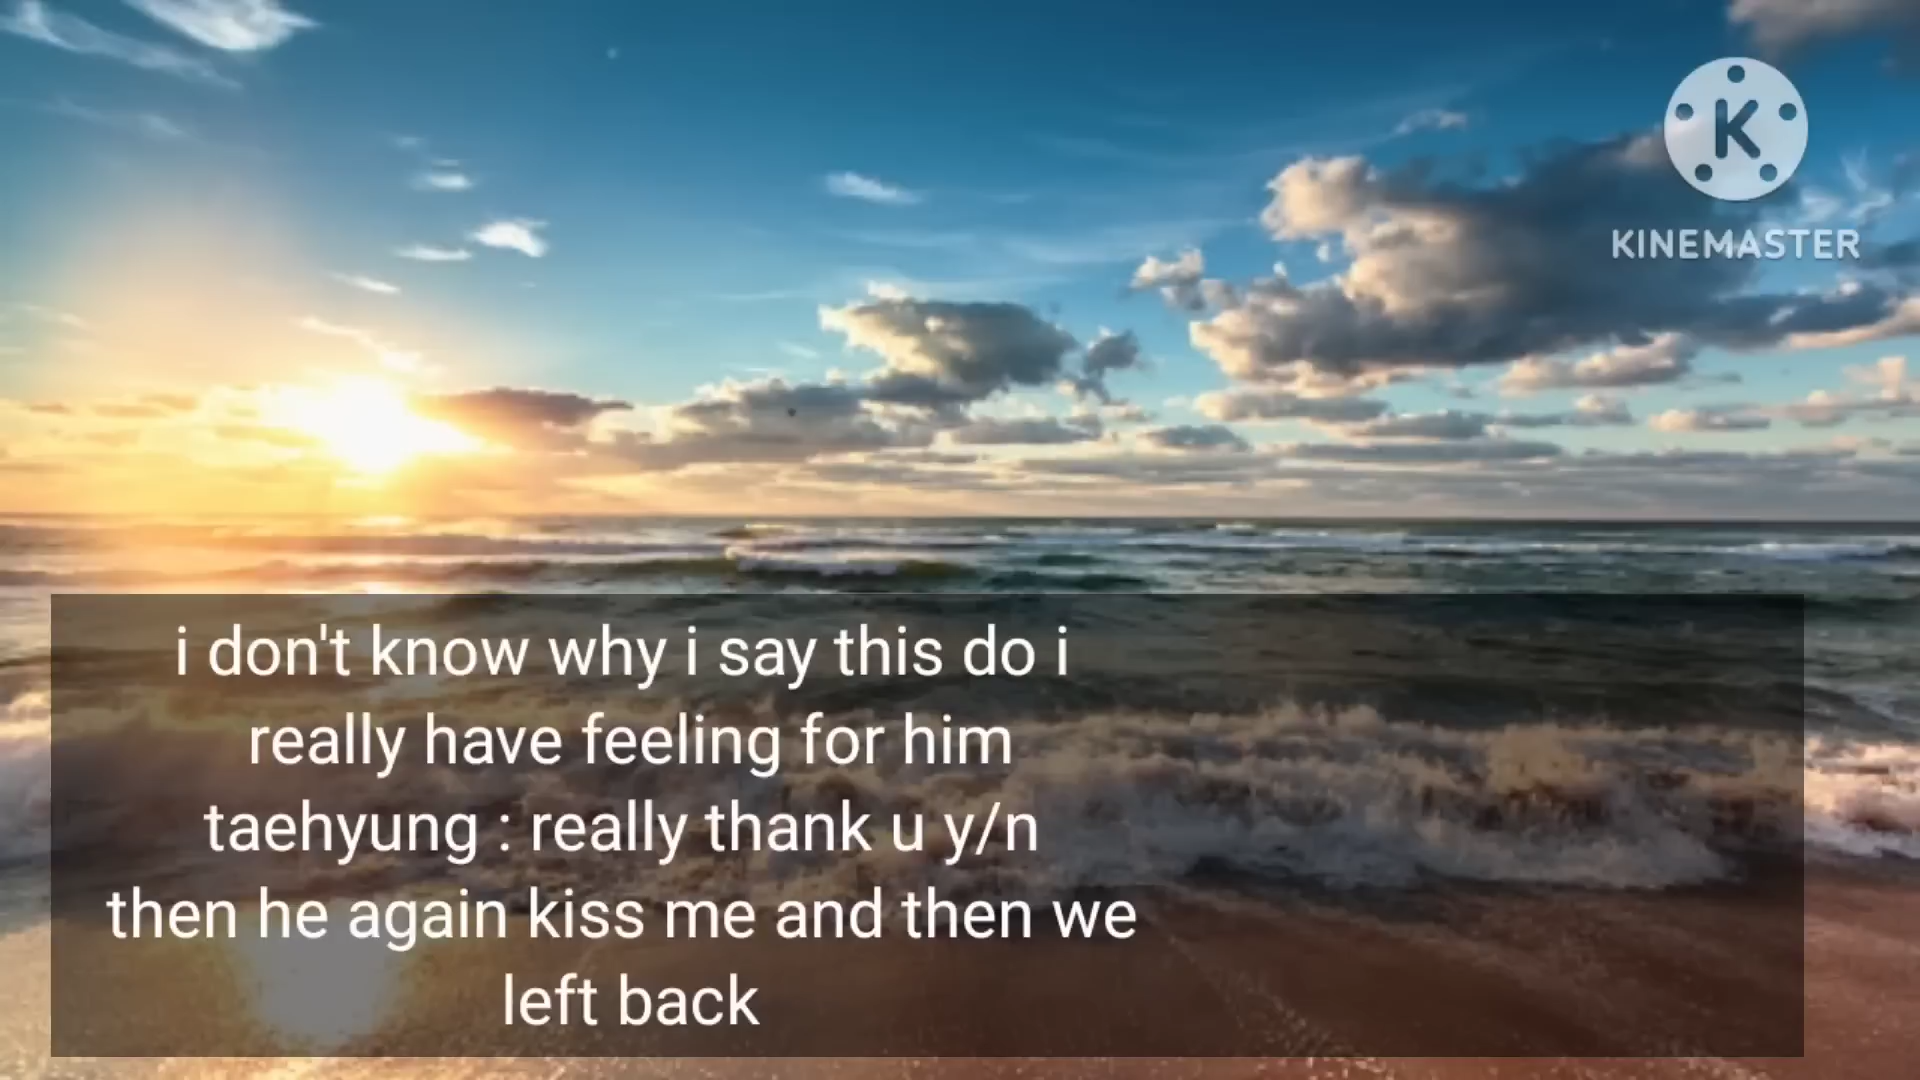 K
KINEMASTER
i don't know why i say this do i
really have feeling for him
taehyung : really thank u y/n
then he again kiss me and then we
left back